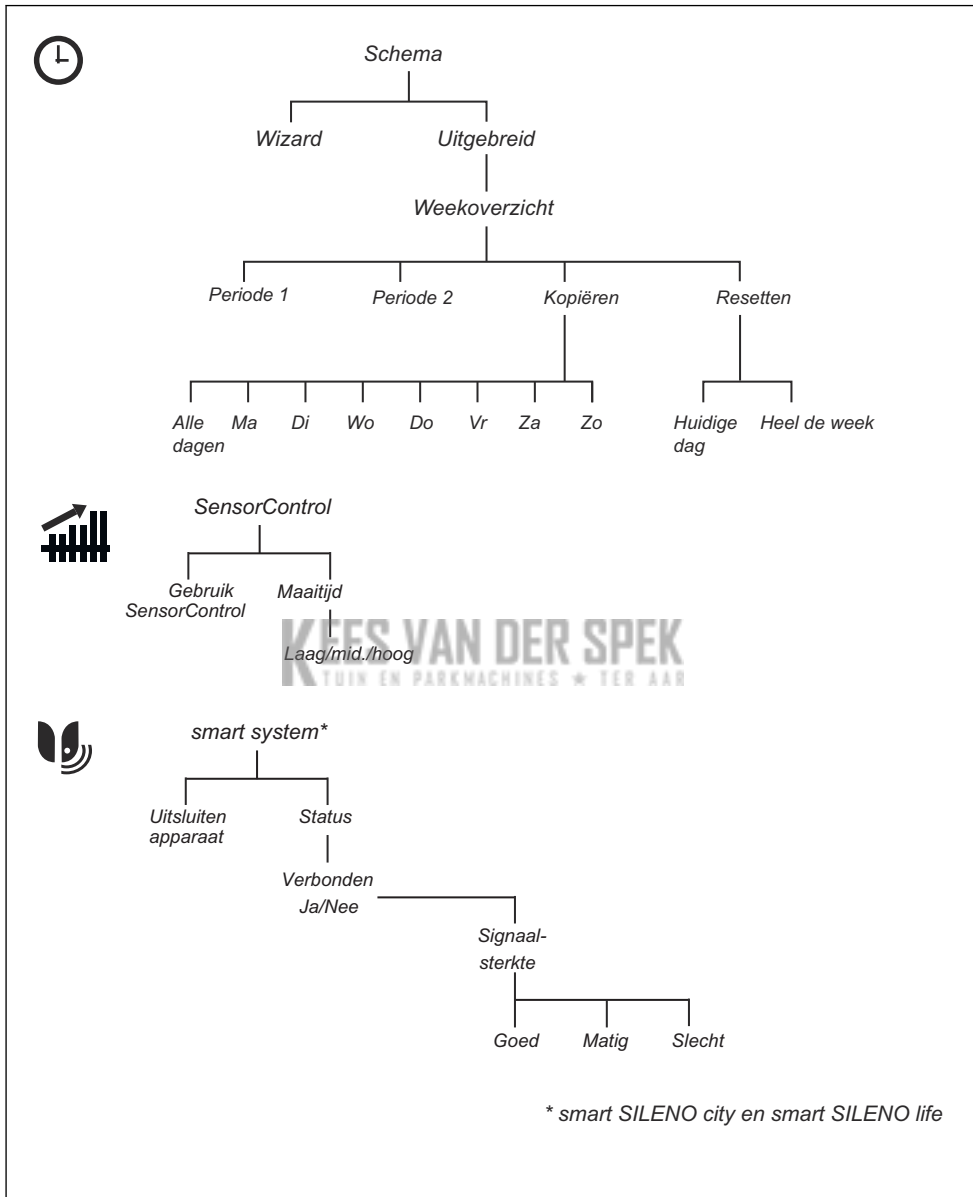 Schema
Wizard
Uitgebreid
Weekoverzicht
Periode 1
Periode 2
Kopiëren
Resetten
Alle
dagen
Ma
Di
Wo
Do
Vr
Za
Zo
Huidige
dag
Heel de week
SensorControl
Gebruik
SensorControl
Maaitijd
Laag/mid./hoog
KEES VAN DER SPEK
TUIN EN PARKMACHINES ★ TER AAR
smart system*
Uitsluiten
apparaat
Status
Verbonden
Ja/Nee
Signaal-
sterkte
Goed
Matig
Slecht
* smart SILENO city en smart SILENO life